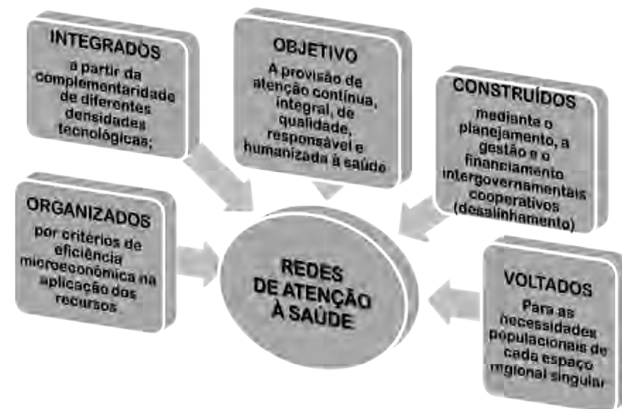 INTEGRADOS
a partir da
complementaridade
de diferentes
densidades
tecnológicas;
OBJETIVO
A provisão de
atenção contínua,
integral, de
qualidade,
responsável e
humanizada à saúde
CONSTRUÍDOS
mediante o
planejamento, a
gestão e o
financiamento
intergovernamentais
cooperativos
(desalinhamento)
ORGANIZADOS
por critérios de
eficiência
microeconômica na
aplicação dos
recursos
REDES
DE ATENÇÃO
À SAÚDE
VOLTADOS
Para as
necessidades
populacionais de
cada espaço
regional singular